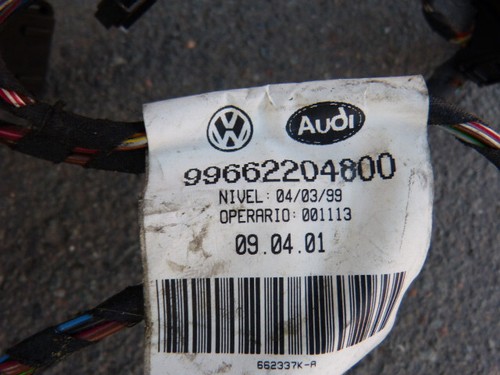 Audi
99662204800
NIVEL: 04/03/99
OPERARIO: 001113
09.04.01
662337K-A